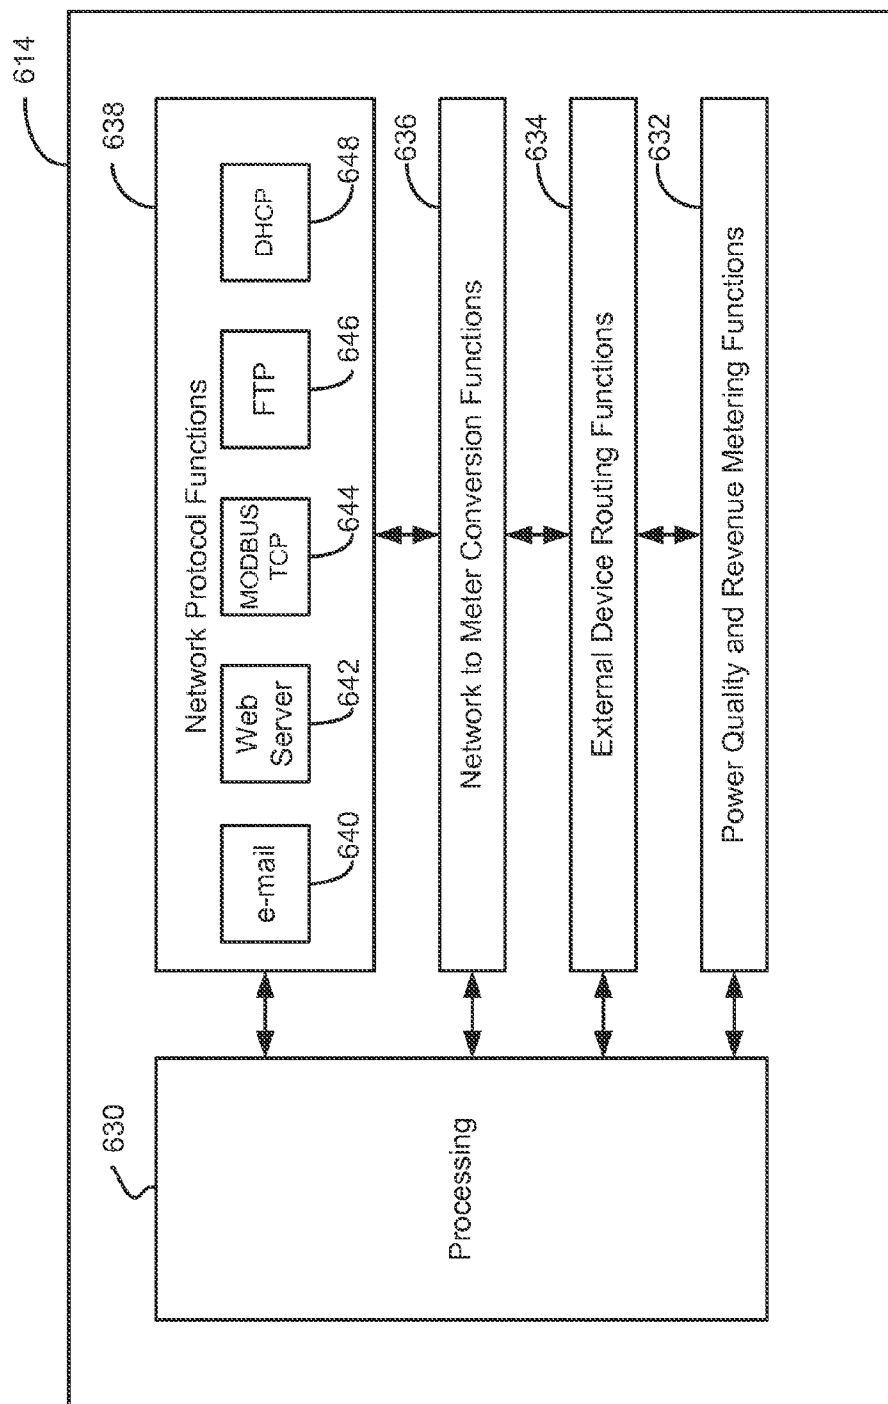 614
638
Network Protocol Functions
e-mail
Web
Server
MODBUS
TCP
FTP
DHCP
640
642
644
646
648
630
Processing
636
Network to Meter Conversion Functions
634
External Device Routing Functions
632
Power Quality and Revenue Metering Functions